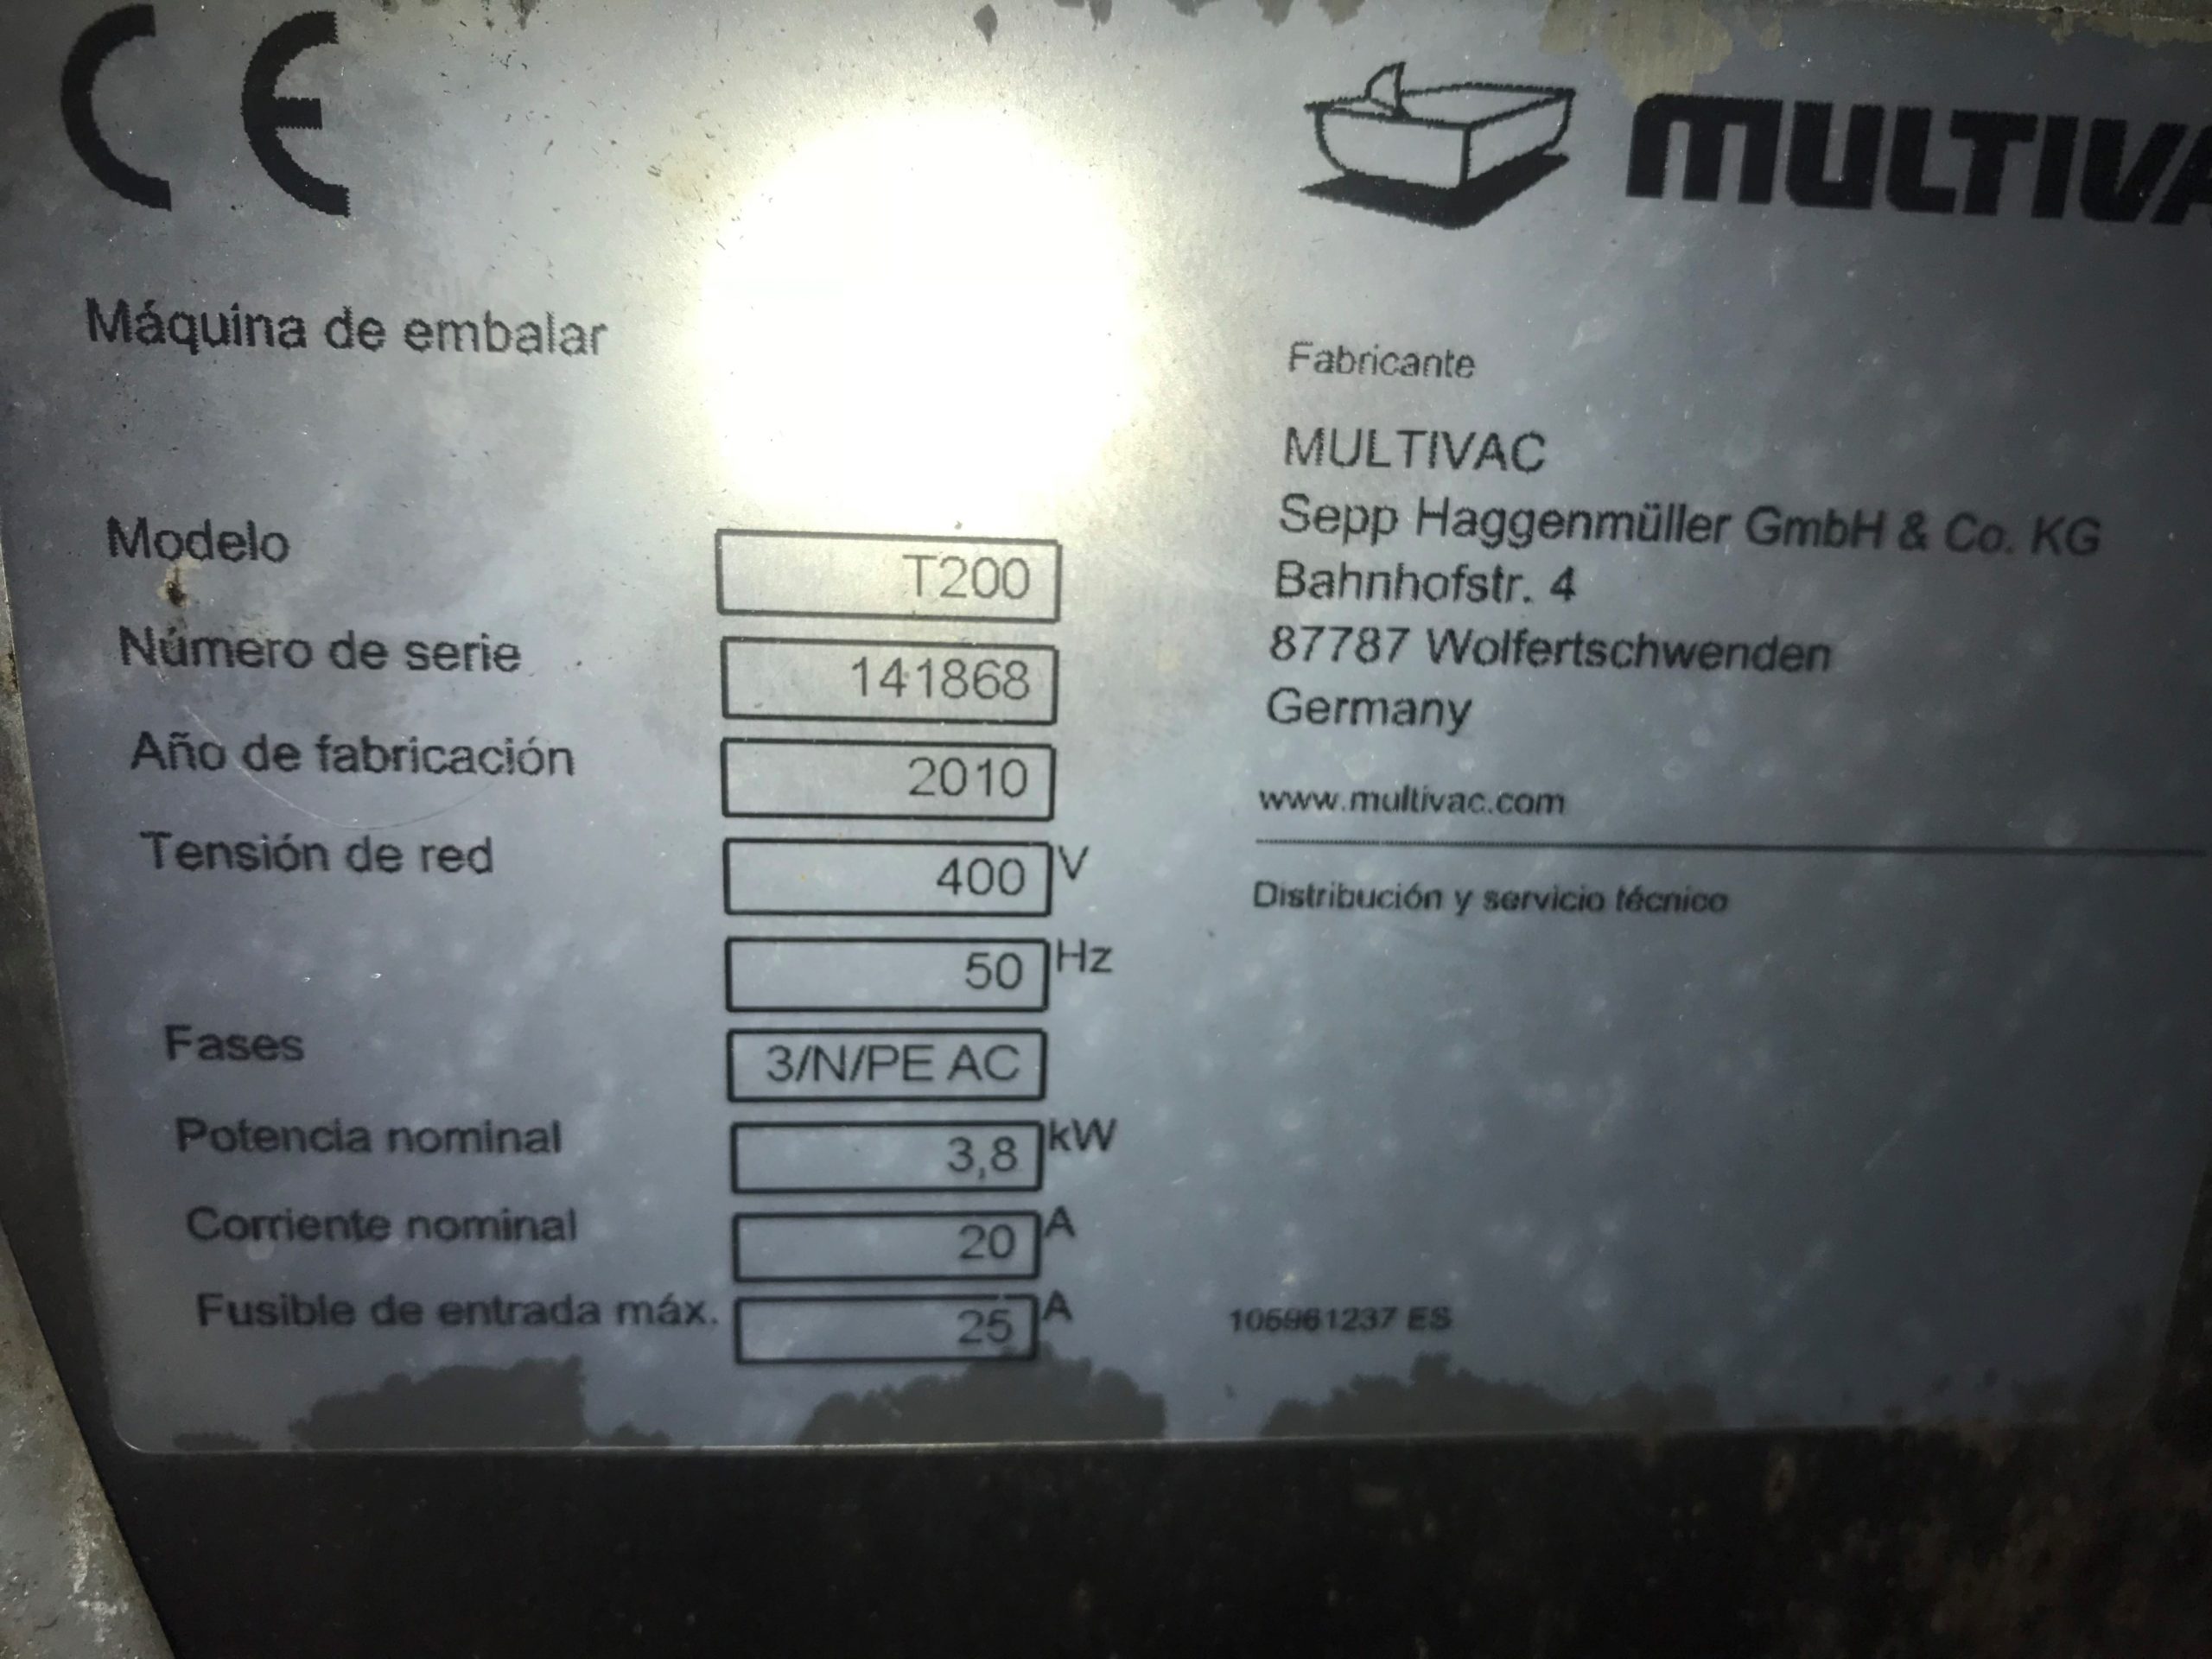 CE
MULTIVA
Máquina de embalar
Modelo T200
Número de serie 141868
Año de fabricación 2010
Tensión de red 400 V
50 Hz
Fases 3/N/PE AC
Potencia nominal 3,8 kW
Corriente nominal 20 A
Fusible de entrada máx. 25 A
Fabricante
MULTIVAC
Sepp Haggenmüller GmbH & Co. KG
Bahnhofstr. 4
87787 Wolfertschwenden
Germany
www.multivac.com
Distribución y servicio técnico
ES